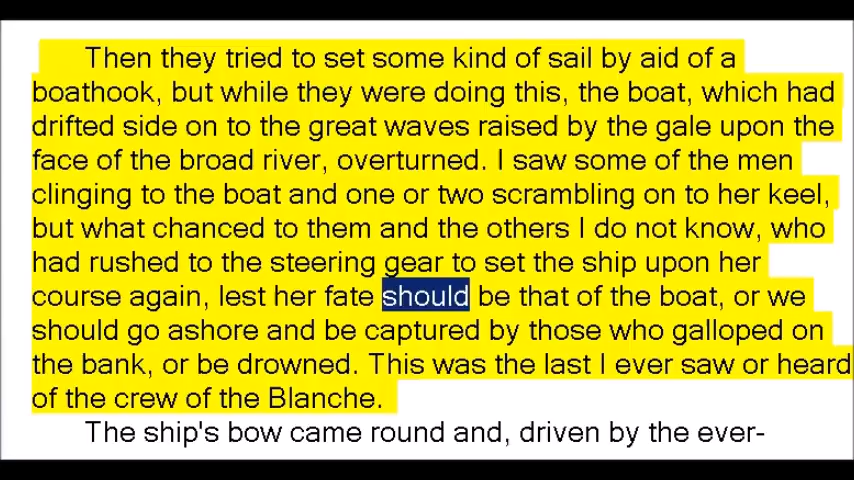 Then they tried to set some kind of sail by aid of a
boathook, but while they were doing this, the boat, which had
drifted side on to the great waves raised by the gale upon the
face of the broad river, overturned. I saw some of the men
clinging to the boat and one or two scrambling on to her keel,
but what chanced to them and the others I do not know, who
had rushed to the steering gear to set the ship upon her
course again, lest her fate should be that of the boat, or we
should go ashore and be captured by those who galloped on
the bank, or be drowned. This was the last I ever saw or heard
of the crew of the Blanche.
The ship's bow came round and, driven by the ever-